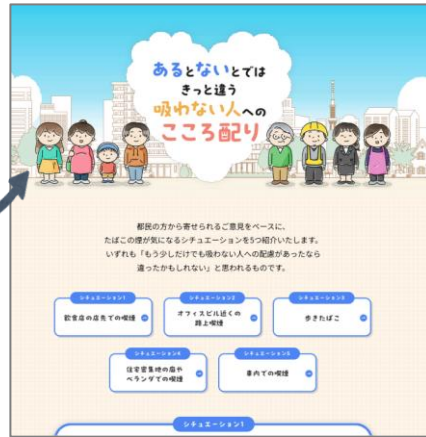 あるとないとでは
きっと違う
吸わない人への
こころ配り
都民の方から寄せられるご意見をベースに、
たばこの煙が気になるシチュエーションを5つ紹介いたします。
いずれも「もう少しだけでも吸わない人への配慮があったなら
違ったかもしれない」と思われるものです。
シチュエーション1
飲食店の店先での喫煙
シチュエーション2
オフィスビル近くの
路上喫煙
シチュエーション3
歩きたばこ
シチュエーション4
住宅密集地の庭や
ベランダでの喫煙
シチュエーション5
車内での喫煙
シチュエーション1